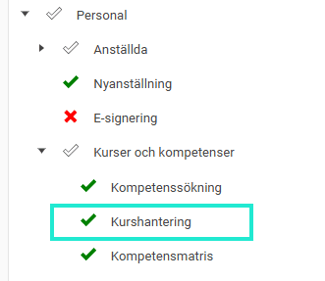 Personal
Anställda
Nyanställning
E-signering
Kurser och kompetenser
Kompetenssökning
Kurshantering
Kompetensmatris